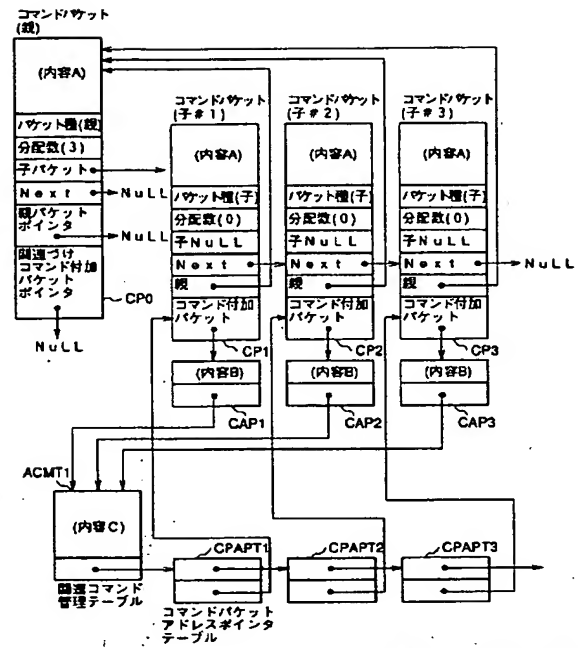 コマンドパケット
(親)
(内容A)
パケット種(親)
分配数(3)
子パケット
Next
NuLL
親パケット
ポインタ
NuLL
関連づけ
コマンド付加
パケット
ポインタ
CP0
NuLL
コマンドパケット
(子#1)
(内容A)
パケット種(子)
分配数(0)
子NuLL
Next
親
コマンド付加
パケット
CP1
(内容B)
CAP1
コマンドパケット
(子#2)
(内容A)
パケット種(子)
分配数(0)
子NuLL
Next
親
コマンド付加
パケット
CP2
(内容B)
CAP2
コマンドパケット
(子#3)
(内容A)
パケット種(子)
分配数(0)
子NuLL
Next
NuLL
親
コマンド付加
パケット
CP3
(内容B)
CAP3
ACMT1
(内容C)
関連コマンド
管理テーブル
CPAPT1
コマンドパケット
アドレスポインタ
テーブル
CPAPT2
CPAPT3